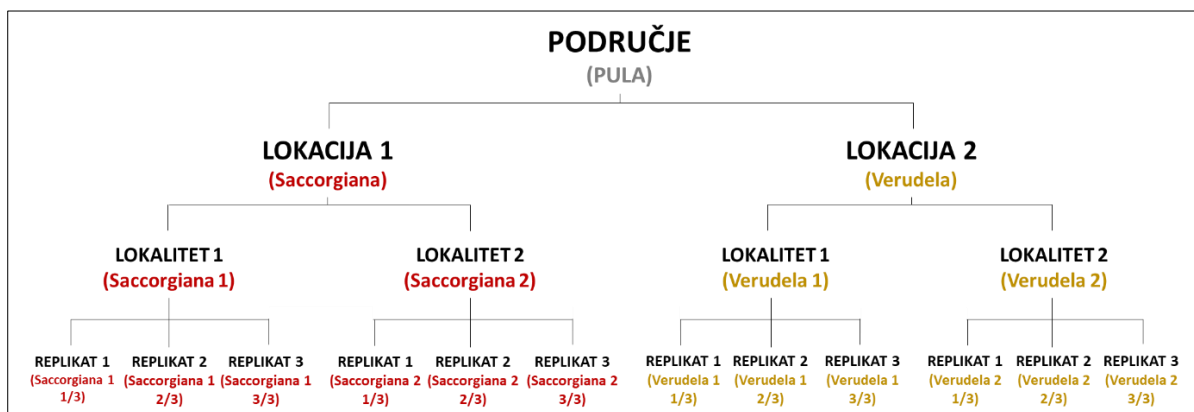 PODRUČJE
(PULA)
LOKACIJA 1
(Saccorgiana)
LOKACIJA 2
(Verudela)
LOKALITET 1
(Saccorgiana 1)
LOKALITET 2
(Saccorgiana 2)
LOKALITET 1
(Verudela 1)
LOKALITET 2
(Verudela 2)
REPLIKAT 1
(Saccorgiana 1
1/3)
REPLIKAT 2
(Saccorgiana 1
2/3)
REPLIKAT 3
(Saccorgiana 1
3/3)
REPLIKAT 1
(Saccorgiana 2
1/3)
REPLIKAT 2
(Saccorgiana 2
2/3)
REPLIKAT 3
(Saccorgiana 2
3/3)
REPLIKAT 1
(Verudela 1
1/3)
REPLIKAT 2
(Verudela 1
2/3)
REPLIKAT 3
(Verudela 1
3/3)
REPLIKAT 1
(Verudela 2
1/3)
REPLIKAT 2
(Verudela 2
2/3)
REPLIKAT 3
(Verudela 2
3/3)